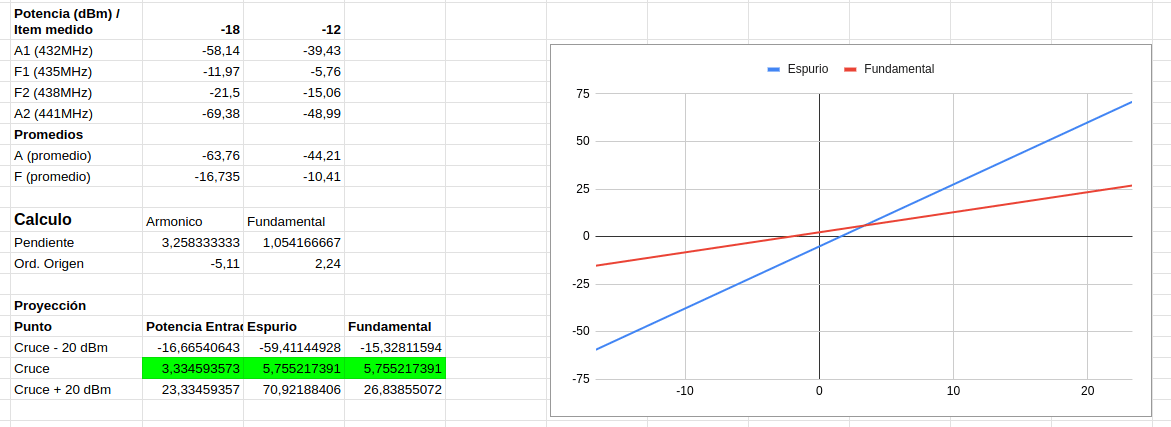 Potencia (dBm) /
Item medido -18 -12
A1 (432MHz) -58,14 -39,43
F1 (435MHz) -11,97 -5,76
F2 (438MHz) -21,5 -15,06
A2 (441MHz) -69,38 -48,99
Promedios
A (promedio) -63,76 -44,21
F (promedio) -16,735 -10,41
Calculo Armonico Fundamental
Pendiente 3,258333333 1,054166667
Ord. Origen -5,11 2,24
Proyección
Punto Potencia Entrad Espurio Fundamental
Cruce - 20 dBm -16,66540643 -59,41144928 -15,32811594
Cruce 3,334593573 5,755217391 5,755217391
Cruce + 20 dBm 23,33459357 70,92188406 26,83855072
Espurio Fundamental
75
50
25
0
-25
-50
-75
-10 0 10 20